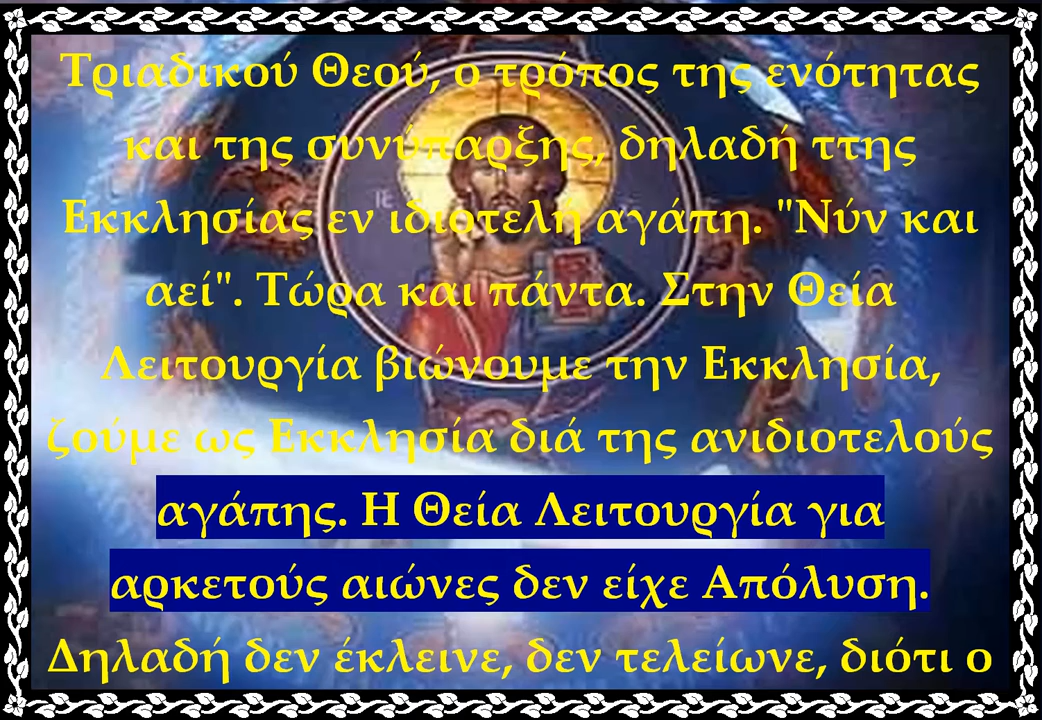 Τριαδικού Θεού, ο τρόπος της ενότητας
και της συνύπαρξης, δηλαδή ττης
Εκκλησίας εν ιδιοτελή αγάπη. "Νύν και
αεί". Τώρα και πάντα. Στην Θεία
Λειτουργία βιώνουμε την Εκκλησία,
ζούμε ως Εκκλησία διά της ανιδιοτελούς
αγάπης. Η Θεία Λειτουργία για
αρκετούς αιώνες δεν είχε Απόλυση.
Δηλαδή δεν έκλεινε, δεν τελείωνε, διότι ο
IC